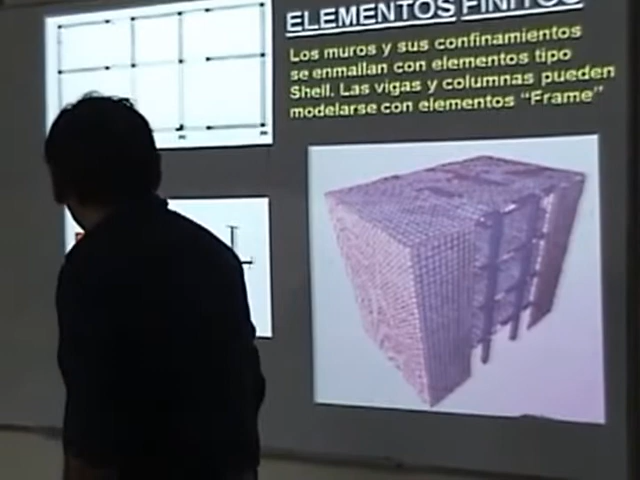 ELEMENTOS FINITOS
Los muros y sus confinamientos
se enmallan con elementos tipo
Shell. Las vigas y columnas pueden
modelarse con elementos "Frame"